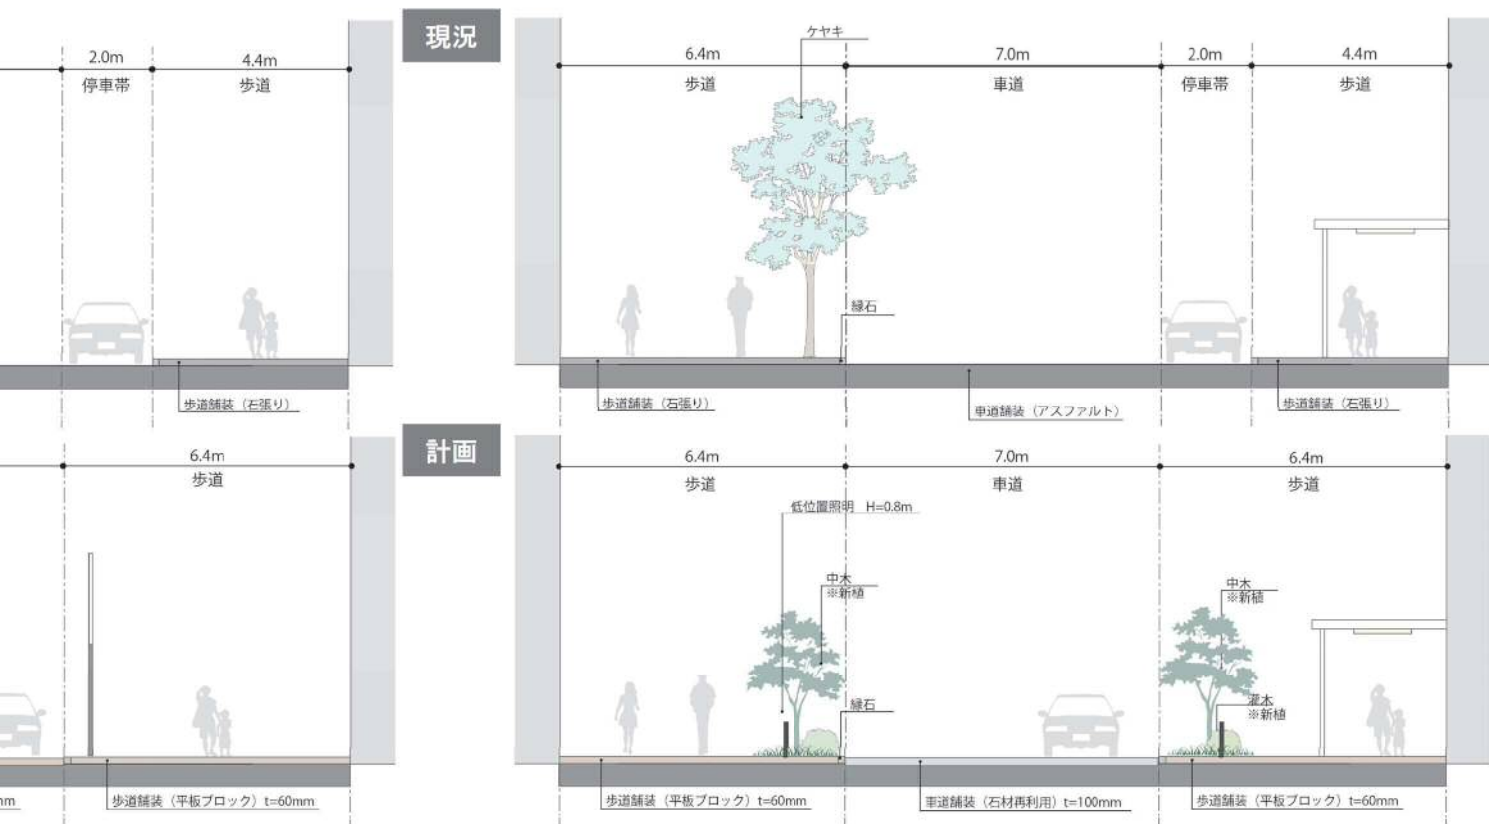 2.0m
停車帯
4.4m
歩道
歩道舗装（石張り）
現況
ケヤキ
6.4m
歩道
7.0m
車道
2.0m
停車帯
4.4m
歩道
縁石
歩道舗装（石張り）
車道舗装（アスファルト）
歩道舗装（石張り）
6.4m
歩道
mm
歩道舗装（平板ブロック）t=60mm
計画
6.4m
歩道
7.0m
車道
6.4m
歩道
低位置照明 H=0.8m
中木
※新植
中木
※新植
縁石
灌木
※新植
歩道舗装（平板ブロック）t=60mm
車道舗装（石材再利用）t=100mm
歩道舗装（平板ブロック）t=60mm